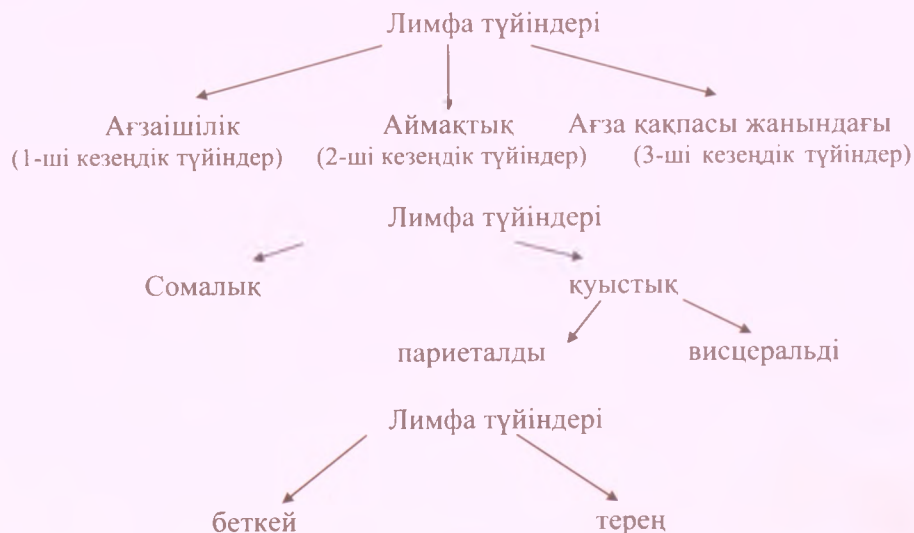 Лимфа түйіндері
Ағзаішілік Аймақтық Ағза қақпасы жанындағы
(1-ші кезеңдік түйіндер) (2-ші кезеңдік түйіндер) (3-ші кезеңдік түйіндер)
Лимфа түйіндері
Сомалық қуыстық
париеталды висцеральді
Лимфа түйіндері
беткей терең